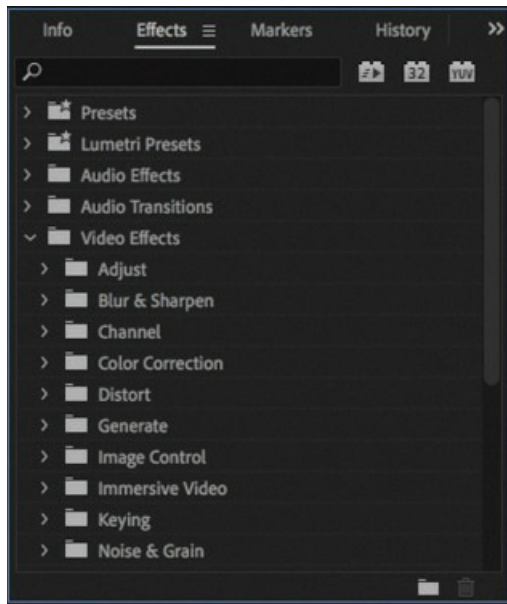 Info Effects Markers History
32 YUV
Presets
Lumetri Presets
Audio Effects
Audio Transitions
Video Effects
Adjust
Blur & Sharpen
Channel
Color Correction
Distort
Generate
Image Control
Immersive Video
Keying
Noise & Grain